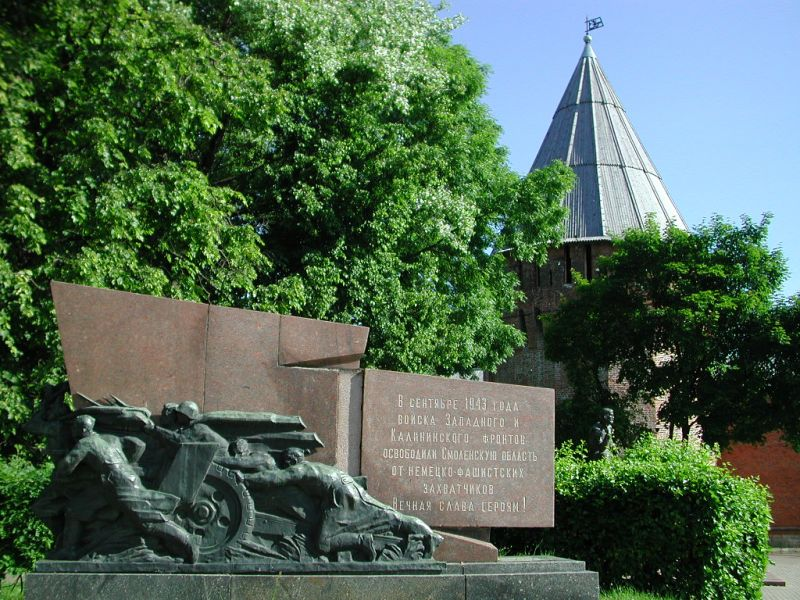 В СЕНТЯБРЕ 1943 ГОДА
ВОЙСКА ЗАПАДНОГО И
КАЛИНИНСКОГО ФРОНТОВ
ОСВОБОДИЛИ СМОЛЕНСКУЮ ОБЛАСТЬ
ОТ НЕМЕЦКО-ФАШИСТСКИХ
ЗАХВАТЧИКОВ
ВЕЧНАЯ СЛАВА ГЕРОЯМ!